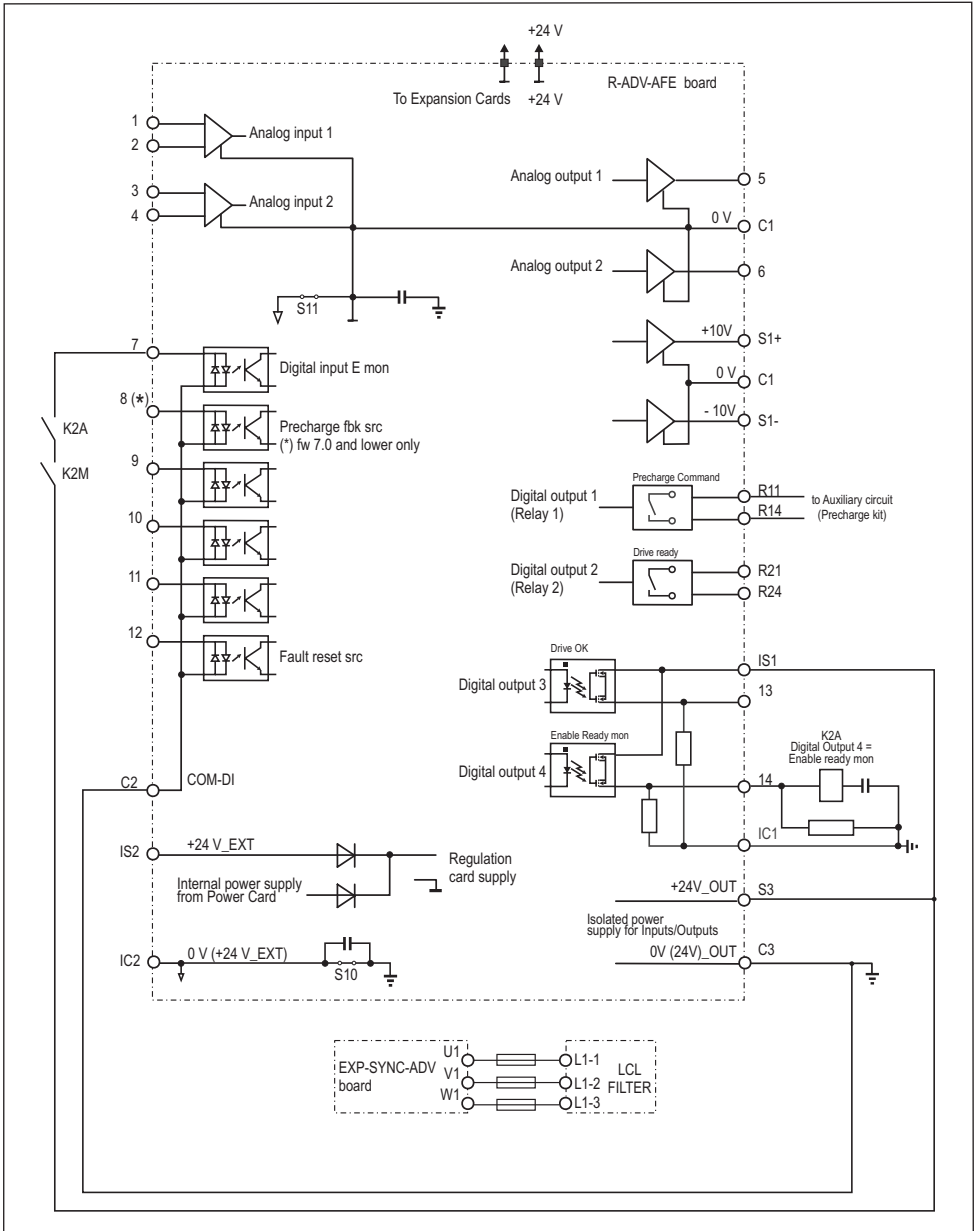 +24 V
R-ADV-AFE board
To Expansion Cards
+24 V
1
Analog input 1
2
3
Analog input 2
4
Analog output 1
5
0 V
C1
Analog output 2
6
S11
+10V
S1+
0 V
C1
- 10V
S1-
7
Digital input E mon
8 (*)
Precharge fbk src
(*) fw 7.0 and lower only
K2A
K2M
9
10
11
12
Fault reset src
Precharge Command
Digital output 1
(Relay 1)
R11
R14
to Auxiliary circuit
(Precharge kit)
Drive ready
Digital output 2
(Relay 2)
R21
R24
Drive OK
Digital output 3
IS1
13
Enable Ready mon
Digital output 4
K2A
Digital Output 4 =
Enable ready mon
14
IC1
C2
COM-DI
IS2
+24 V_EXT
Internal power supply
from Power Card
Regulation
card supply
+24V_OUT
S3
Isolated power
supply for Inputs/Outputs
0V (24V)_OUT
C3
IC2
0 V (+24 V_EXT)
S10
EXP-SYNC-ADV
board
U1
V1
W1
L1-1
L1-2
L1-3
LCL
FILTER